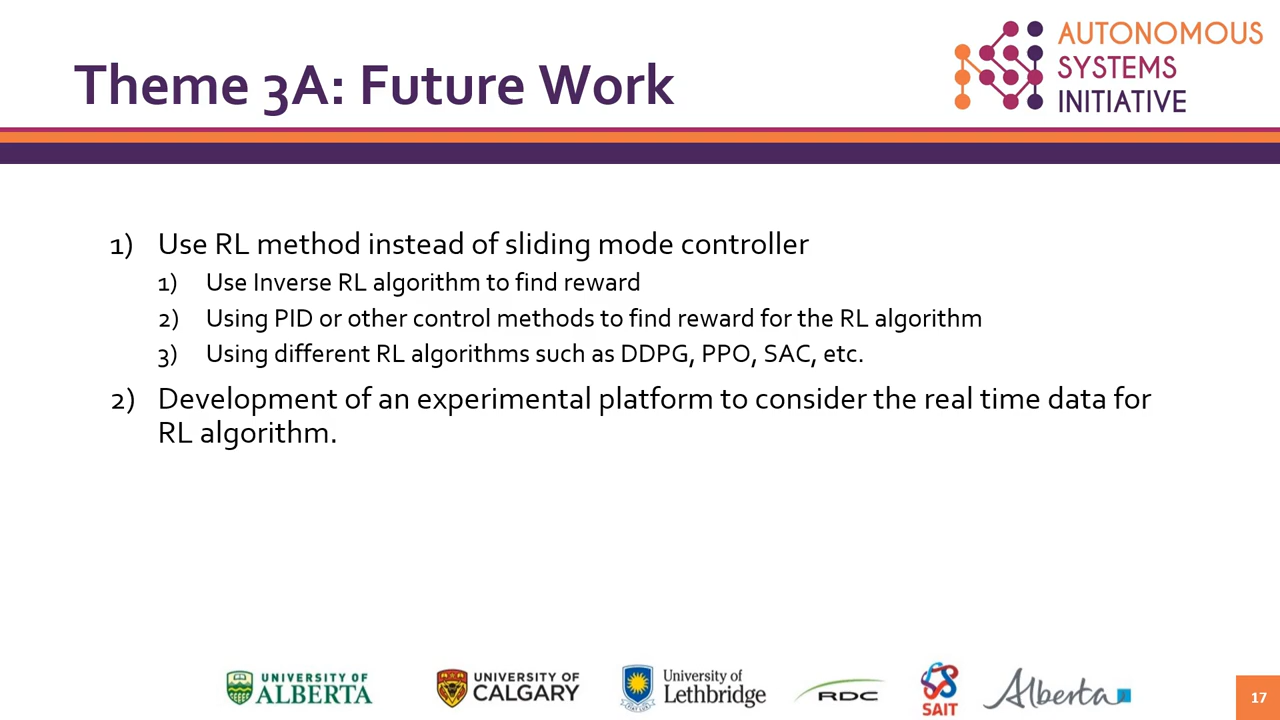 Theme 3A: Future Work
AUTONOMOUS
SYSTEMS
INITIATIVE
1) Use RL method instead of sliding mode controller
1) Use Inverse RL algorithm to find reward
2) Using PID or other control methods to find reward for the RL algorithm
3) Using different RL algorithms such as DDPG, PPO, SAC, etc.
2) Development of an experimental platform to consider the real time data for
RL algorithm.
UNIVERSITY OF
ALBERTA
UNIVERSITY OF
CALGARY
University of
Lethbridge
RDC
SAIT
Alberta
17